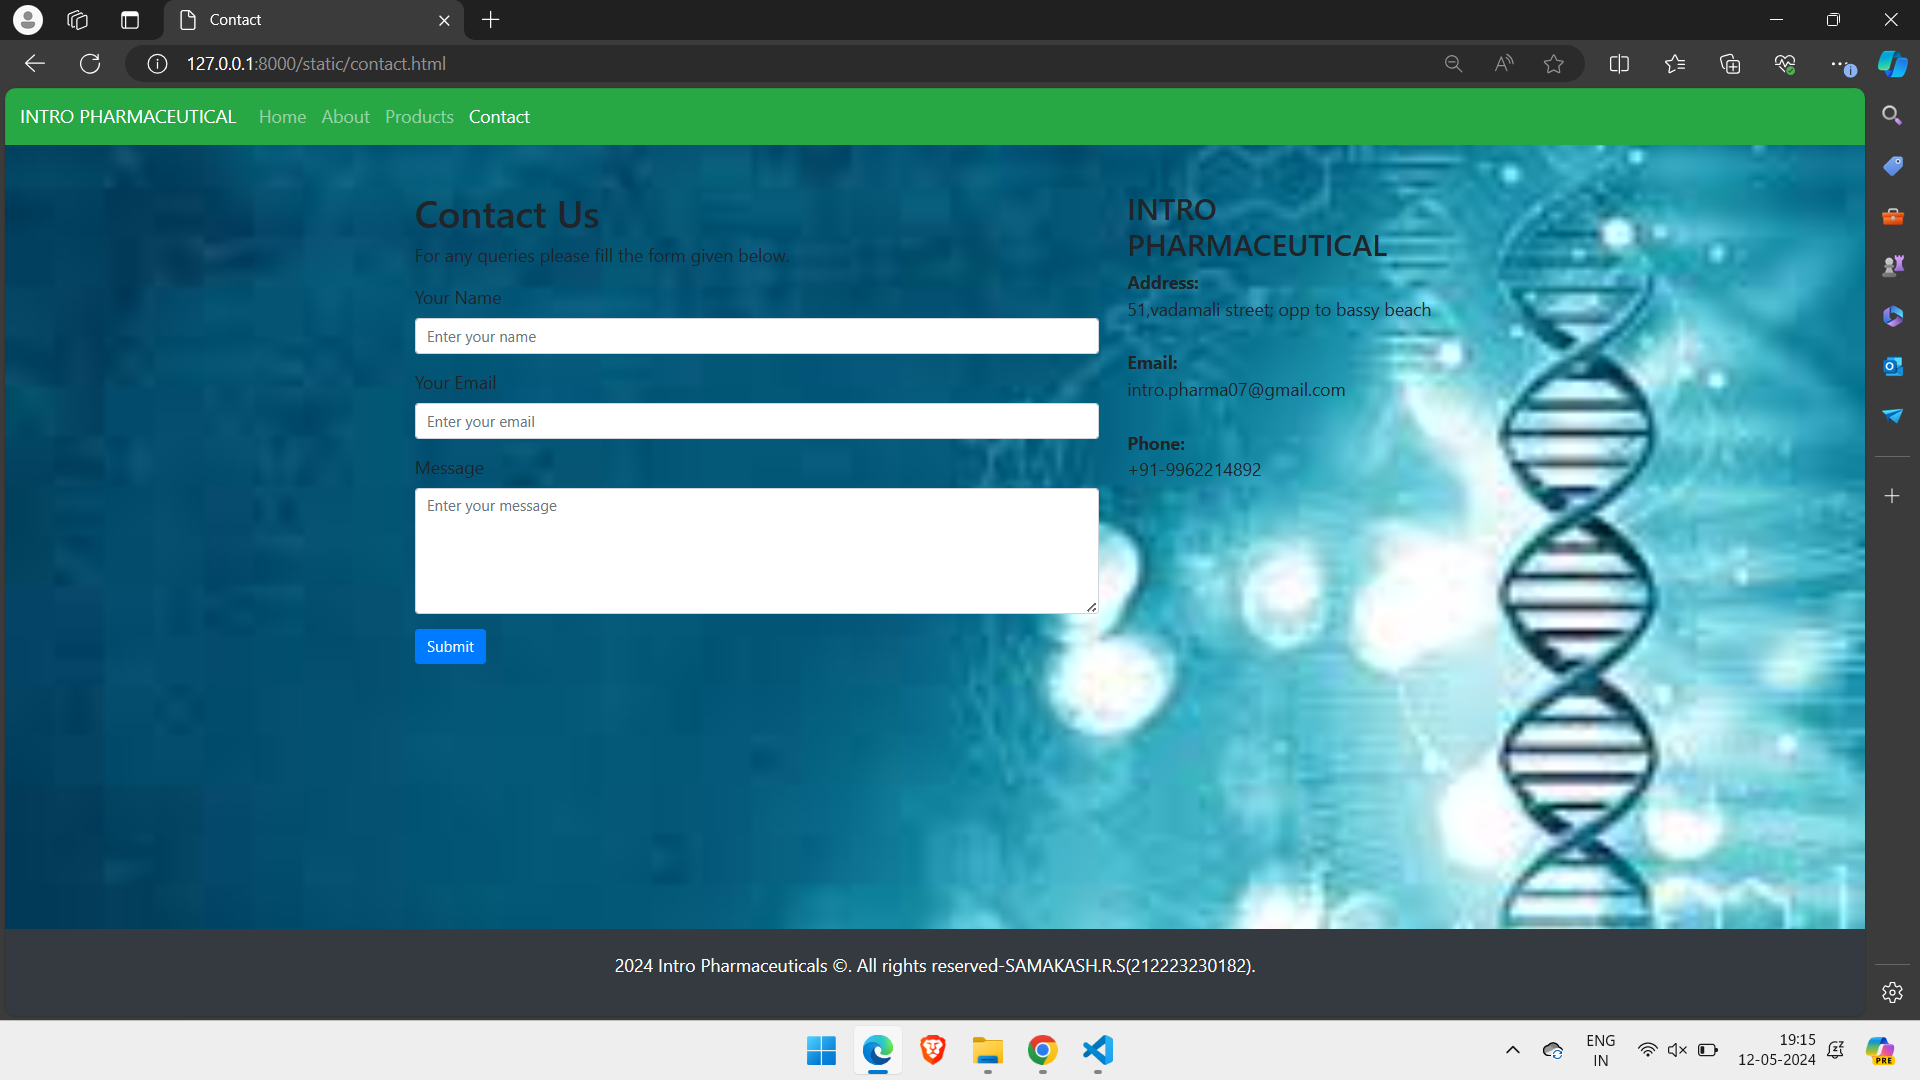 Contact
127.0.0.1:8000/static/contact.html
INTRO PHARMACEUTICAL Home About Products Contact
Contact Us
For any queries please fill the form given below.
Your Name
Enter your name
Your Email
Enter your email
Message
Enter your message
Submit
INTRO
PHARMACEUTICAL
Address:
51,vadamali street; opp to bassy beach
Email:
intro.pharma07@gmail.com
Phone:
+91-9962214892
2024 Intro Pharmaceuticals ©. All rights reserved-SAMAKASH.R.S(212223230182).
ENG
IN
19:15
12-05-2024
PRE